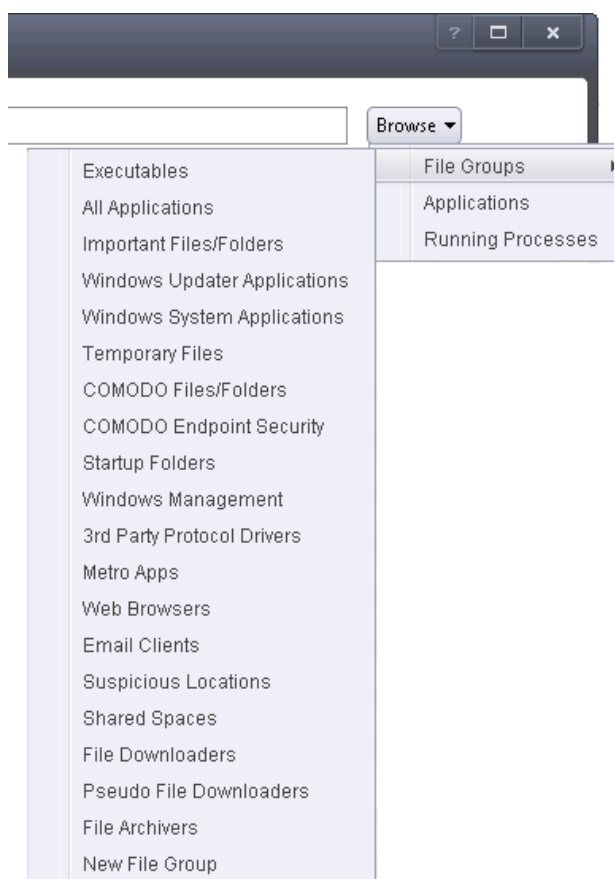 ?
Browse
File Groups
Applications
Running Processes
Executables
All Applications
Important Files/Folders
Windows Updater Applications
Windows System Applications
Temporary Files
COMODO Files/Folders
COMODO Endpoint Security
Startup Folders
Windows Management
3rd Party Protocol Drivers
Metro Apps
Web Browsers
Email Clients
Suspicious Locations
Shared Spaces
File Downloaders
Pseudo File Downloaders
File Archivers
New File Group